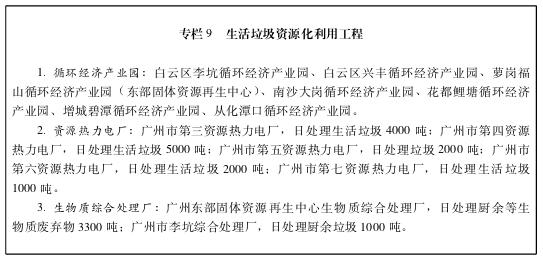 专栏 9　生活垃圾资源化利用工程
1. 循环经济产业园：白云区李坑循环经济产业园、白云区兴丰循环经济产业园、萝岗福
山循环经济产业园（东部固体资源再生中心）、南沙大岗循环经济产业园、花都鲤塘循环经济
产业园、增城碧潭循环经济产业园、从化潭口循环经济产业园。
2. 资源热力电厂：广州市第三资源热力电厂，日处理生活垃圾 4000 吨；广州市第四资源
热力电厂，日处理生活垃圾 5000 吨；广州市第五资源热力电厂，日处理垃圾 2000 吨；广州市
第六资源热力电厂，日处理生活垃圾 2000 吨；广州市第七资源热力电厂，日处理生活垃圾
1000 吨。
3. 生物质综合处理厂：广州东部固体资源再生中心生物质综合处理厂，日处理厨余等生
物质废弃物 3300 吨；广州市李坑综合处理厂，日处理厨余垃圾 1000 吨。